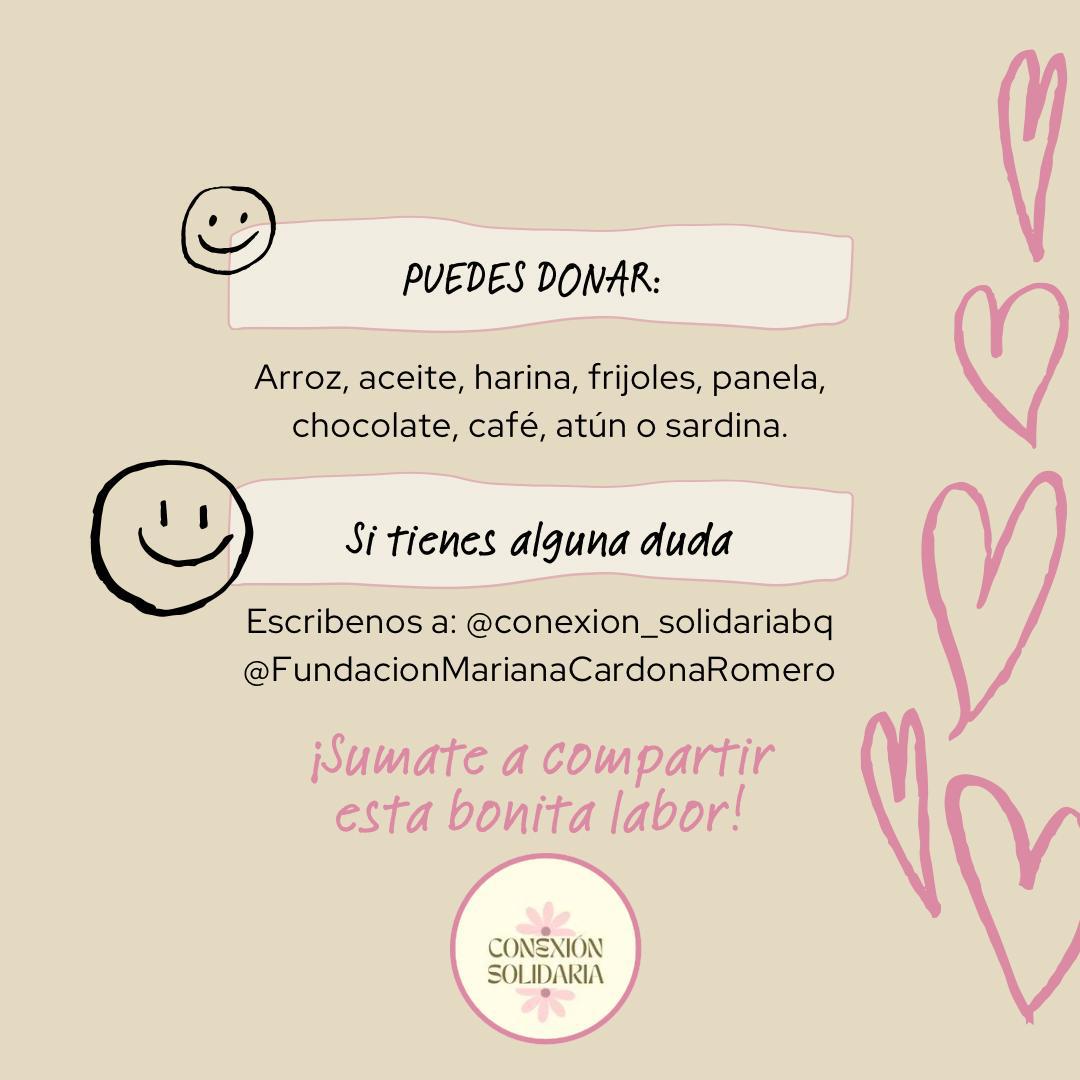 PUEDES DONAR:
Arroz, aceite, harina, frijoles, panela,
chocolate, café, atún o sardina.
Si tienes alguna duda
Escribenos a: @conexion_solidariabq
@FundacionMarianaCardonaRomero
¡Sumate a compartir
esta bonita labor!
CONEXIÓN
SOLIDARIA